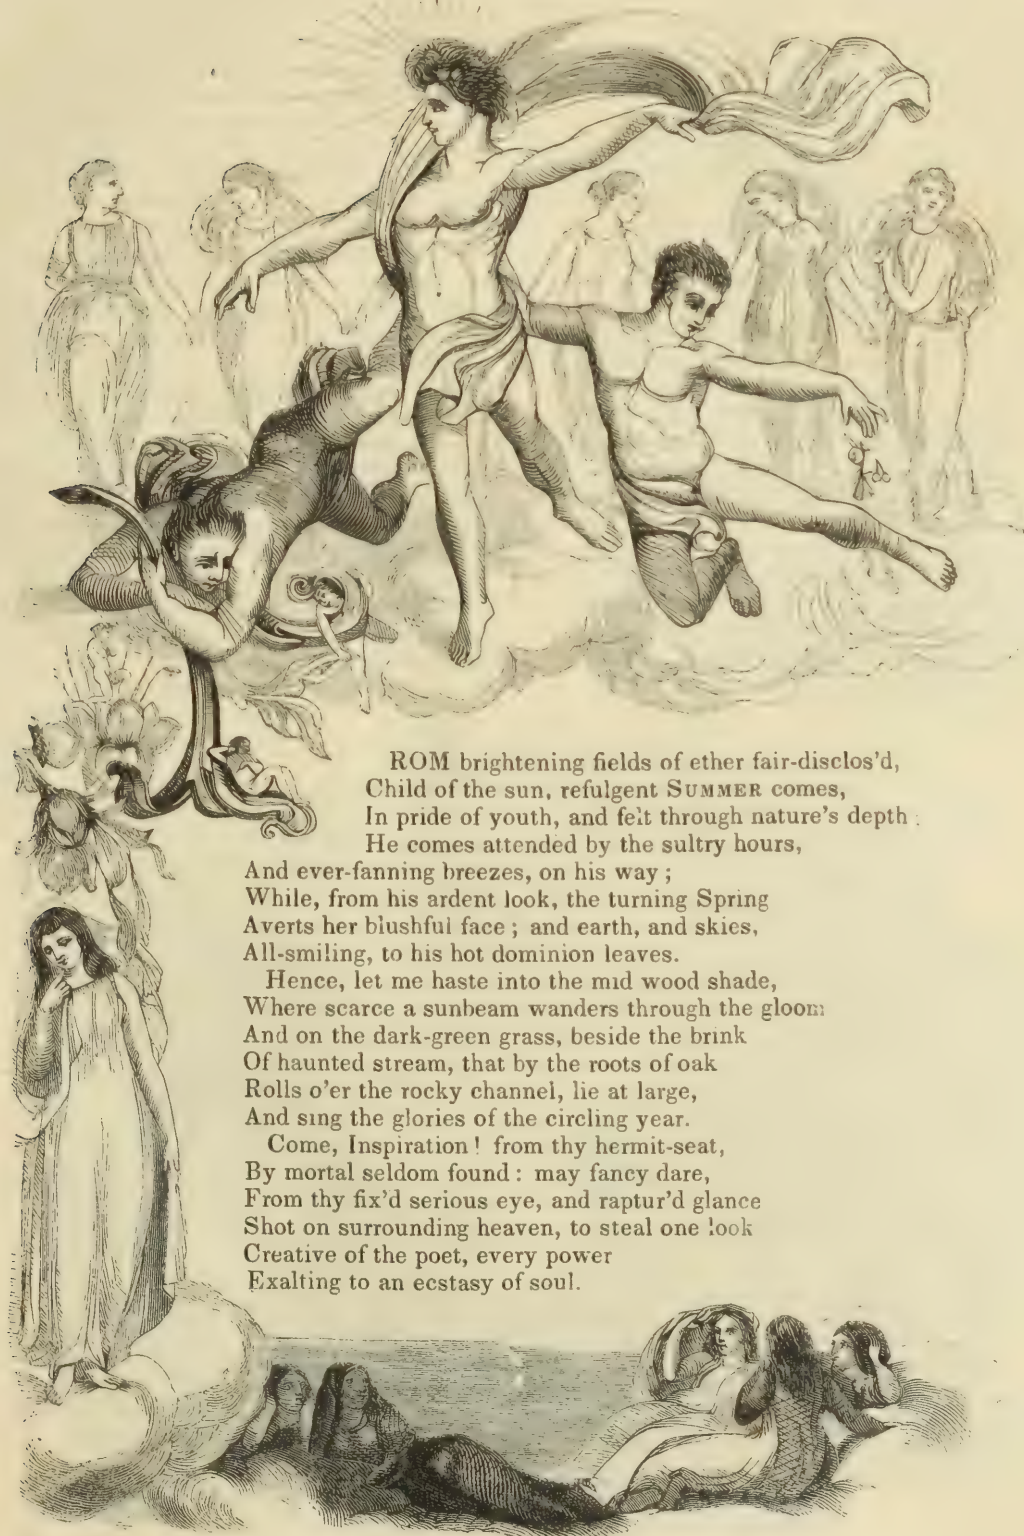 FROM brightening fields of ether fair-disclos'd,
Child of the sun, refulgent SUMMER comes,
In pride of youth, and felt through nature's depth :
He comes attended by the sultry hours,
And ever-fanning breezes, on his way ;
While, from his ardent look, the turning Spring
Averts her blushful face ; and earth, and skies,
All-smiling, to his hot dominion leaves.
Hence, let me haste into the mid wood shade,
Where scarce a sunbeam wanders through the gloom
And on the dark-green grass, beside the brink
Of haunted stream, that by the roots of oak
Rolls o'er the rocky channel, lie at large,
And sing the glories of the circling year.
Come, Inspiration ! from thy hermit-seat,
By mortal seldom found : may fancy dare,
From thy fix'd serious eye, and raptur'd glance
Shot on surrounding heaven, to steal one look
Creative of the poet, every power
Exalting to an ecstasy of soul.